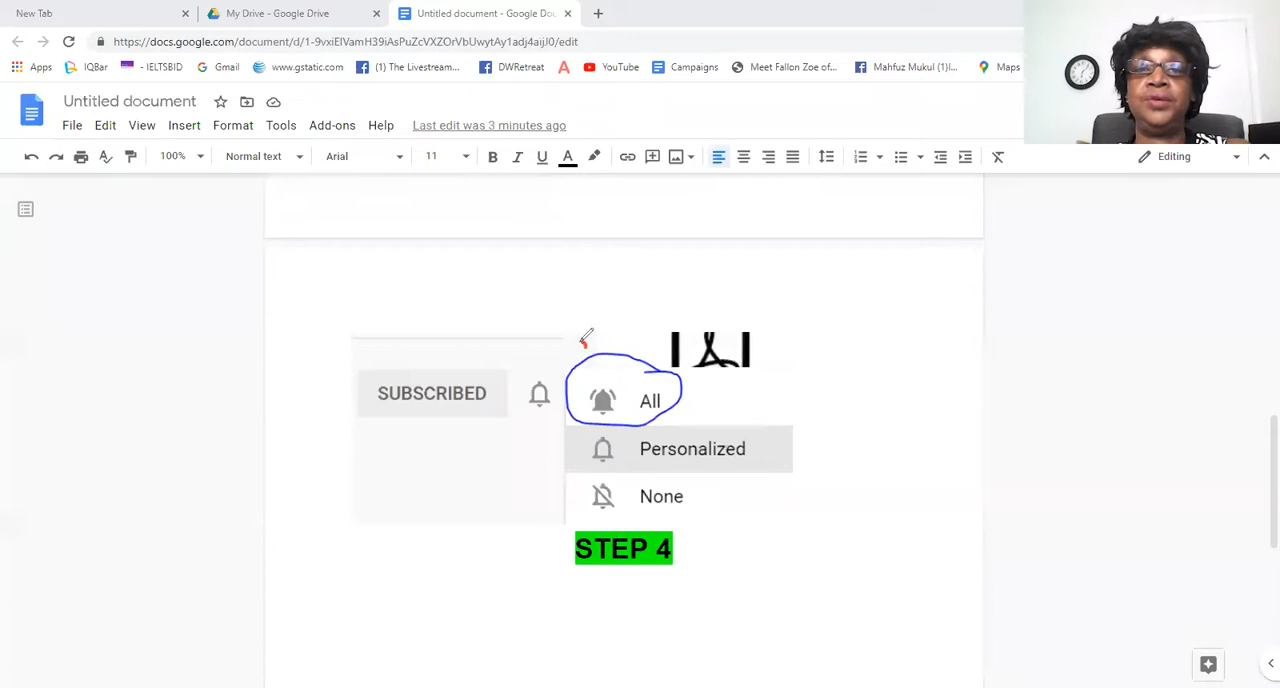 New Tab
My Drive - Google Drive
Untitled document - Google Doc
https://docs.google.com/document/d/1-9vxiEIVamH39iAsPuZcVXZOrVbUwytAy1adj4aijJ0/edit
Apps IQBar - IELTSBID Gmail www.gstatic.com (1) The Livestream... DWRetreat YouTube Campaigns Meet Fallon Zoe of... Mahfuz Mukul (1)l... Maps
Untitled document
File Edit View Insert Format Tools Add-ons Help Last edit was 3 minutes ago
100% Normal text Arial 11 B I U A Editing
SUBSCRIBED
All
Personalized
None
STEP 4